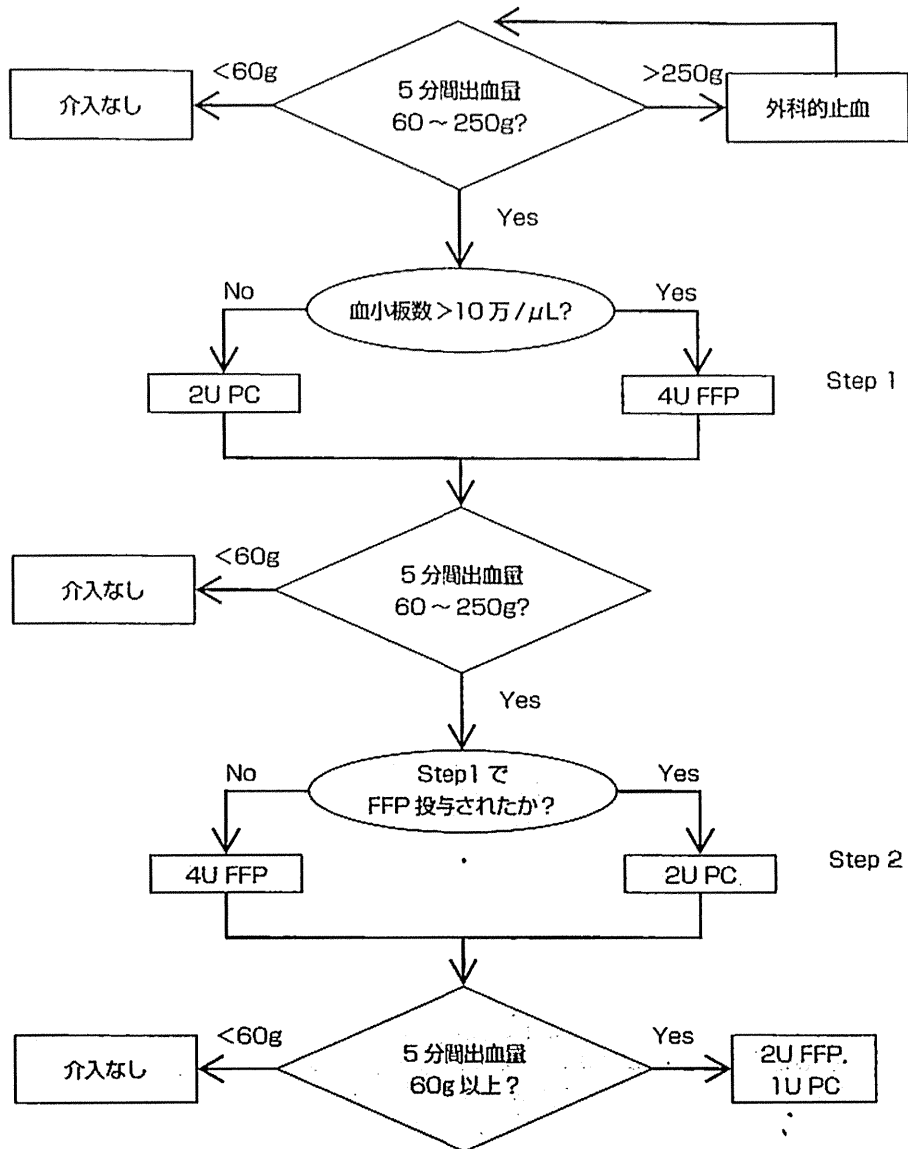 <60g
5分間出血量
60～250g?
>250g
介入なし
外科的止血
Yes
No
血小板数>10万/μL?
Yes
2U PC
4U FFP
Step 1
<60g
5分間出血量
60～250g?
介入なし
Yes
No
Step1で
FFP投与されたか？
Yes
4U FFP
2U PC
Step 2
<60g
5分間出血量
60g以上？
Yes
介入なし
2U FFP.
1U PC